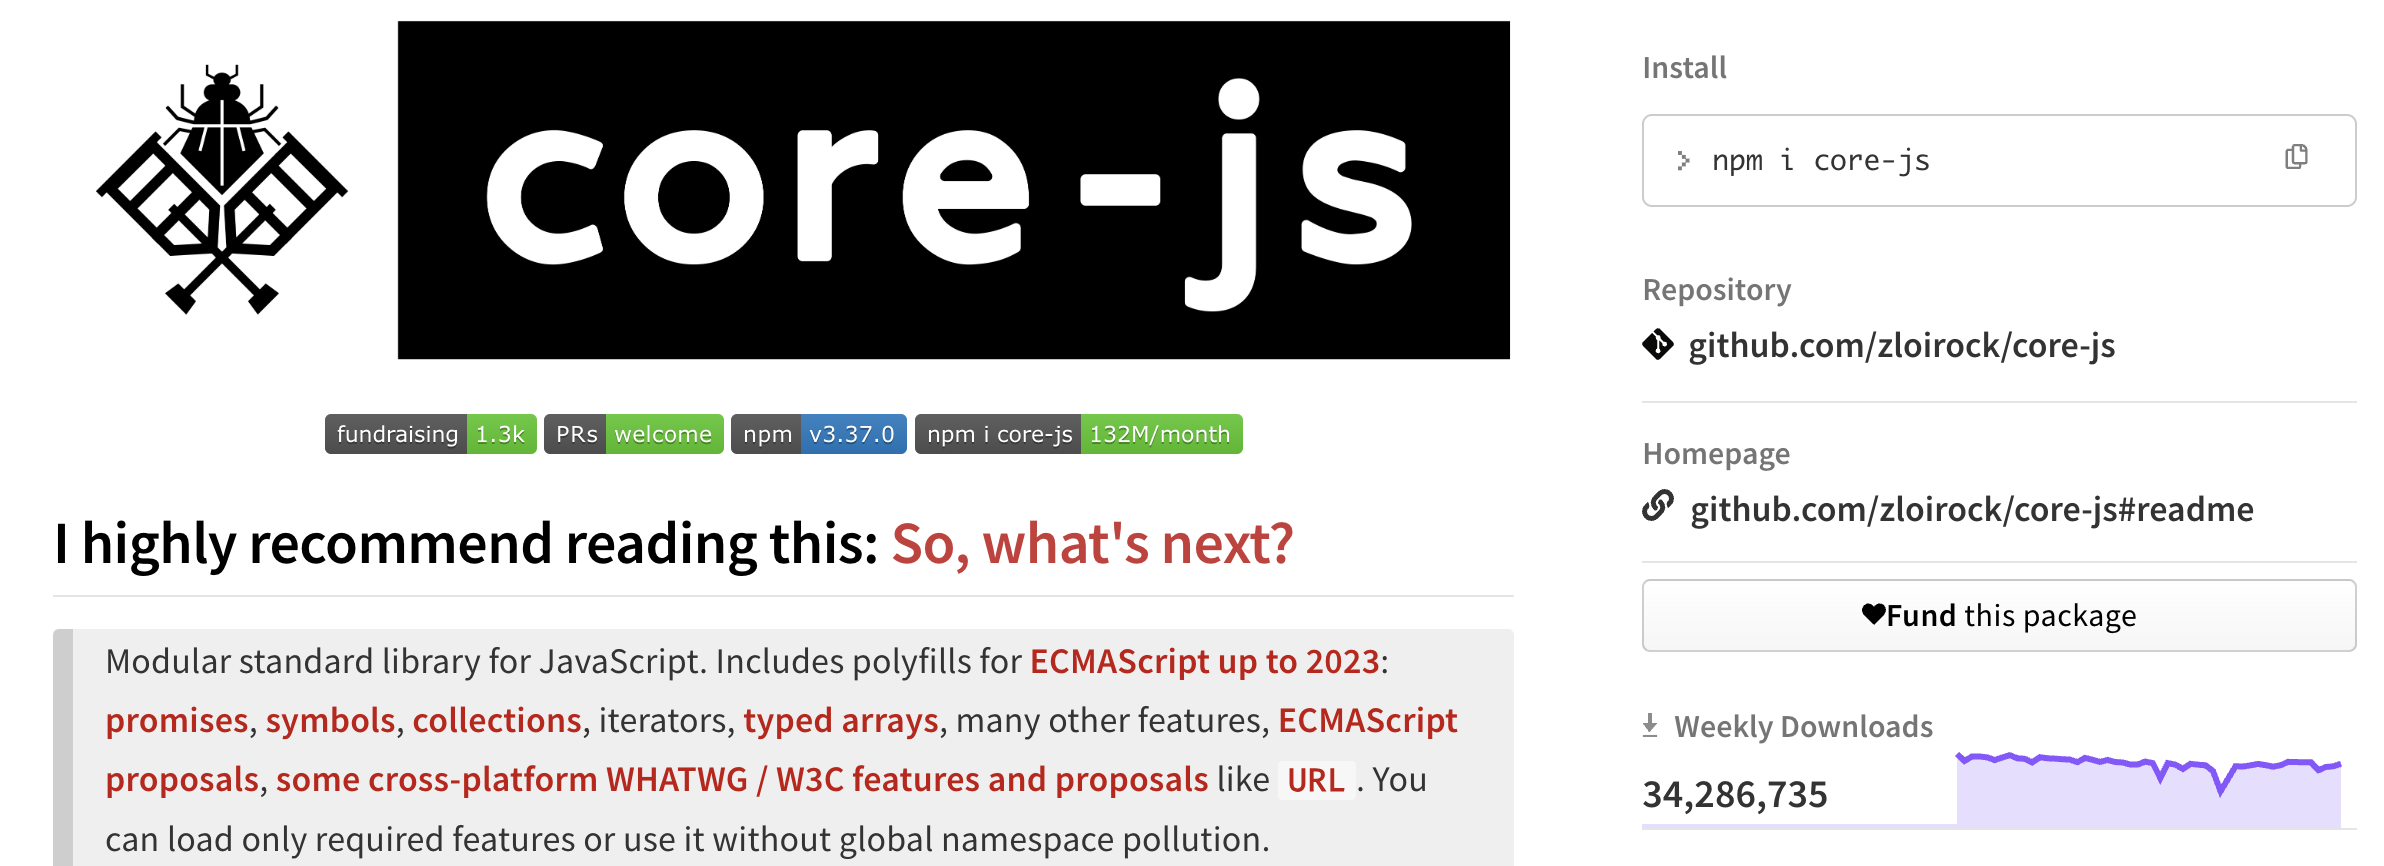 core-js
fundraising 1.3k PRs welcome npm v3.37.0 npm i core-js 132M/month
I highly recommend reading this: So, what's next?
Modular standard library for JavaScript. Includes polyfills for ECMAScript up to 2023:
promises, symbols, collections, iterators, typed arrays, many other features, ECMAScript
proposals, some cross-platform WHATWG / W3C features and proposals like URL. You
can load only required features or use it without global namespace pollution.
Install
npm i core-js
Repository
github.com/zloirock/core-js
Homepage
github.com/zloirock/core-js#readme
Fund this package
Weekly Downloads
34,286,735